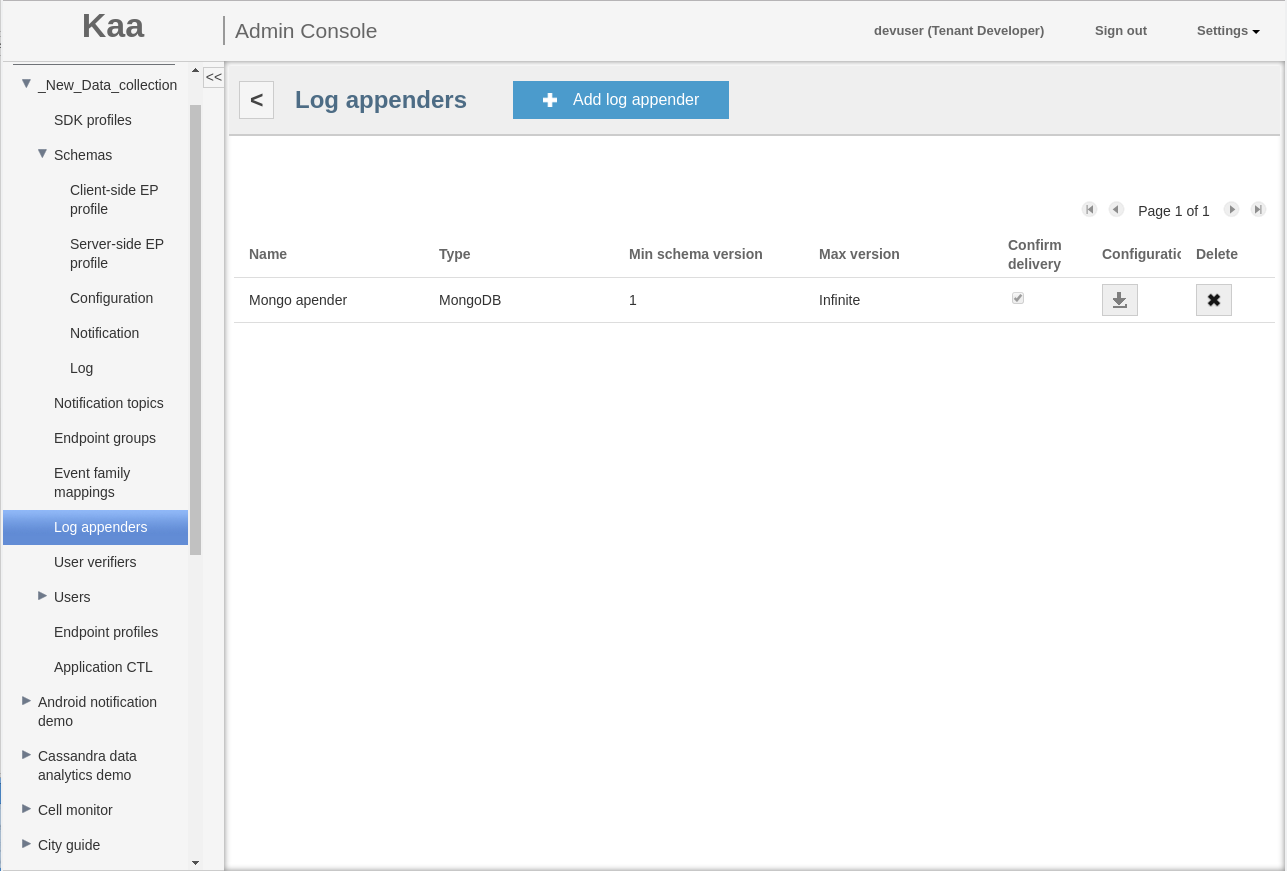 Kaa
Admin Console
devuser (Tenant Developer)
Sign out
Settings
_New_Data_collection
SDK profiles
Schemas
Client-side EP
profile
Server-side EP
profile
Configuration
Notification
Log
Notification topics
Endpoint groups
Event family
mappings
Log appenders
User verifiers
Users
Endpoint profiles
Application CTL
Android notification
demo
Cassandra data
analytics demo
Cell monitor
City guide
<<
<
Log appenders
Add log appender
Page 1 of 1
Name Type Min schema version Max version Confirm
delivery Configuratic Delete
Mongo apender MongoDB 1 Infinite